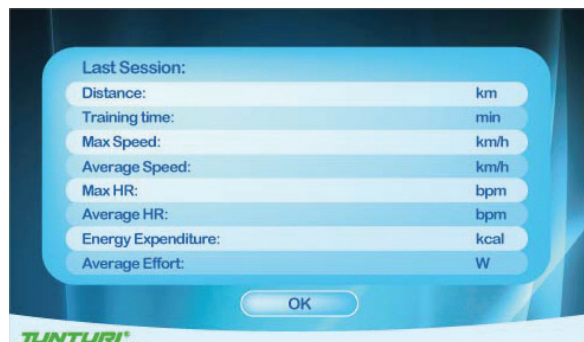 Last Session:
Distance: km
Training time: min
Max Speed: km/h
Average Speed: km/h
Max HR: bpm
Average HR: bpm
Energy Expenditure: kcal
Average Effort: W
OK
TUNTURI®